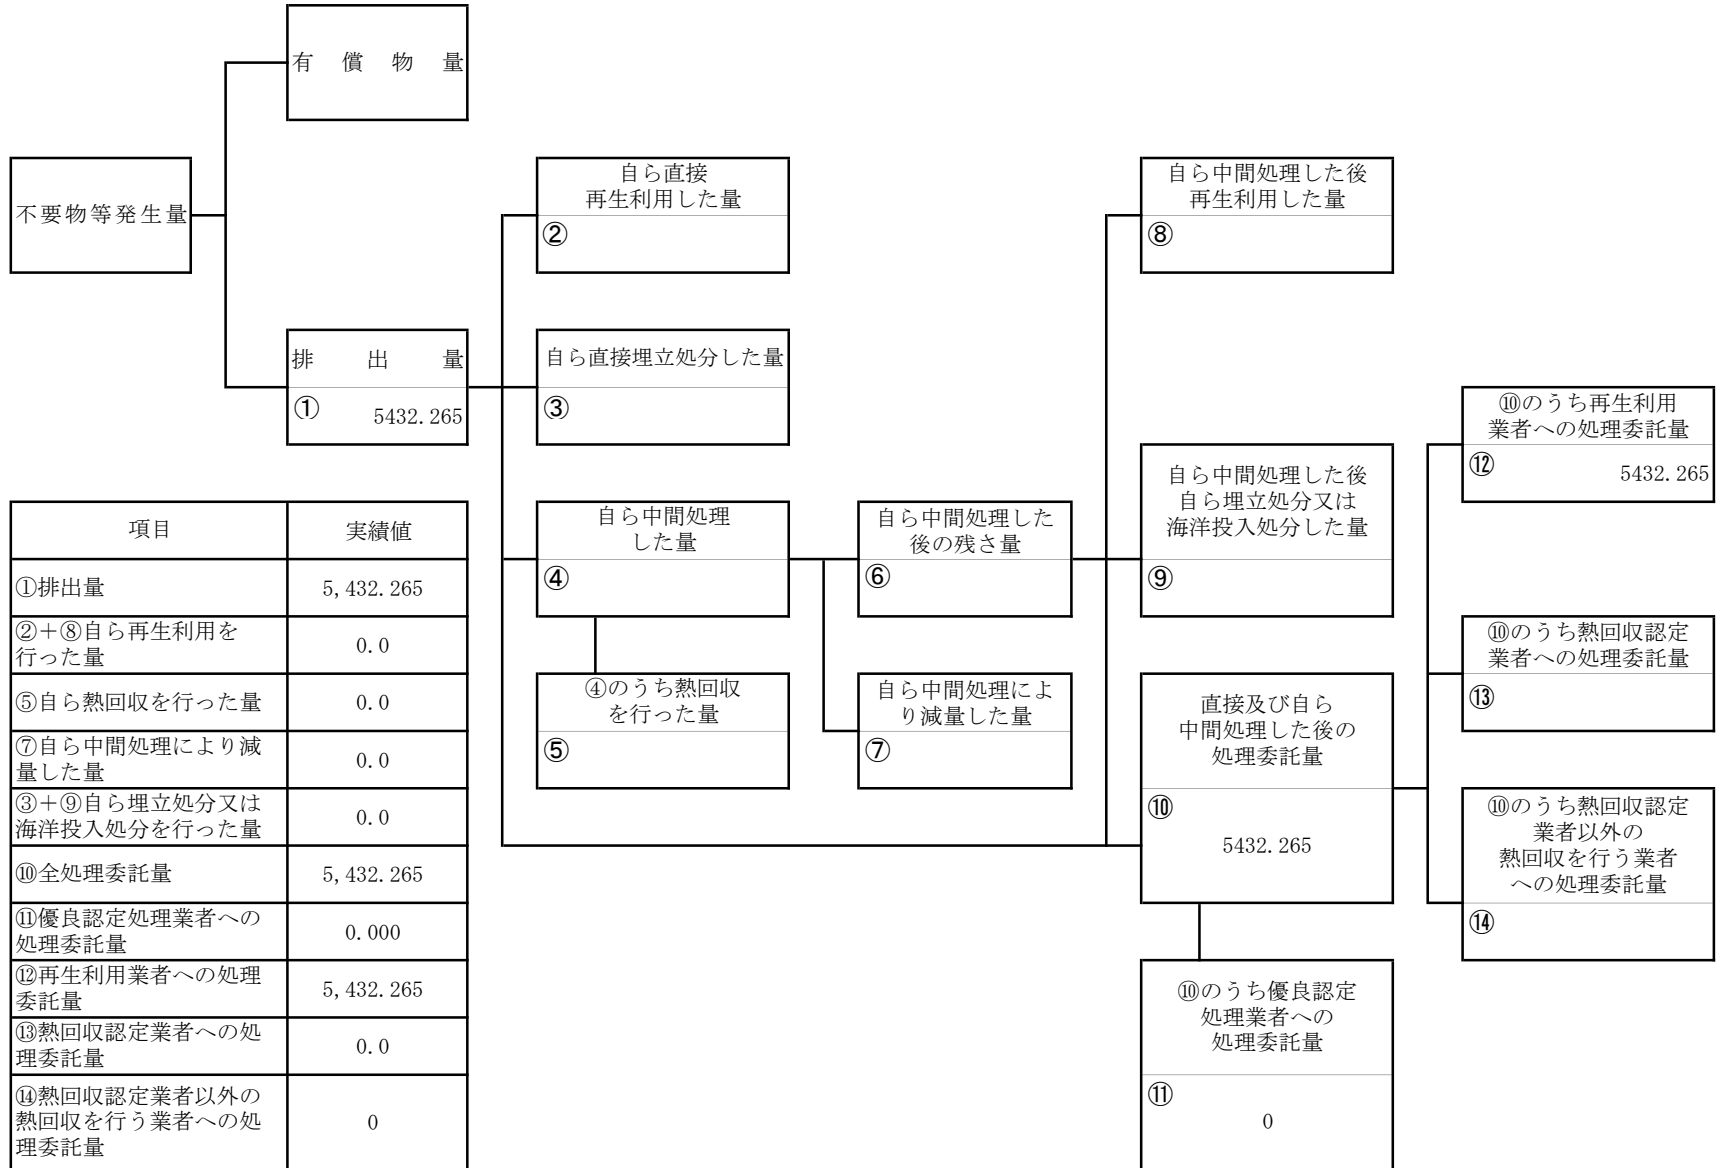 有償物量
不要物等発生量
自ら直接
再生利用した量
②
自ら中間処理した後
再生利用した量
⑧
排出量
① 5432.265
自ら直接埋立処分した量
③
⑩のうち再生利用
業者への処理委託量
⑫ 5432.265
自ら中間処理した後
自ら埋立処分又は
海洋投入処分した量
⑨
自ら中間処理
した量
④
自ら中間処理した
後の残さ量
⑥
⑩のうち熱回収認定
業者への処理委託量
⑬
④のうち熱回収
を行った量
⑤
自ら中間処理によ
り減量した量
⑦
直接及び自ら
中間処理した後の
処理委託量
⑩
5432.265
⑩のうち熱回収認定
業者以外の
熱回収を行う業者
への処理委託量
⑭
⑩のうち優良認定
処理業者への
処理委託量
⑪
0
項目 実績値
①排出量 5,432.265
②＋⑧自ら再生利用を
行った量 0.0
⑤自ら熱回収を行った量 0.0
⑦自ら中間処理により減
量した量 0.0
③＋⑨自ら埋立処分又は
海洋投入処分を行った量 0.0
⑩全処理委託量 5,432.265
⑪優良認定処理業者への
処理委託量 0.000
⑫再生利用業者への処理
委託量 5,432.265
⑬熱回収認定業者への処
理委託量 0.0
⑭熱回収認定業者以外の
熱回収を行う業者への処
理委託量 0